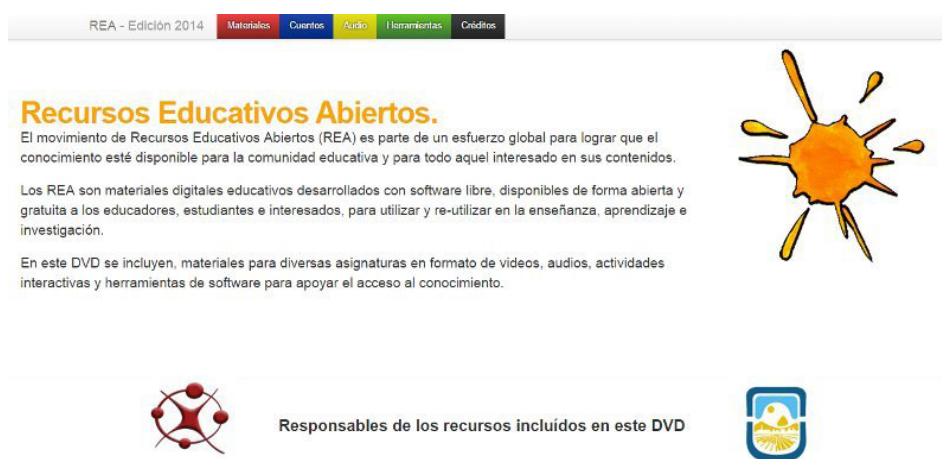 REA - Edición 2014 Materiales Cuentos Audio Herramientas Créditos
Recursos Educativos Abiertos.
El movimiento de Recursos Educativos Abiertos (REA) es parte de un esfuerzo global para lograr que el
conocimiento esté disponible para la comunidad educativa y para todo aquel interesado en sus contenidos.
Los REA son materiales digitales educativos desarrollados con software libre, disponibles de forma abierta y
gratuita a los educadores, estudiantes e interesados, para utilizar y re-utilizar en la enseñanza, aprendizaje e
investigación.
En este DVD se incluyen, materiales para diversas asignaturas en formato de videos, audios, actividades
interactivas y herramientas de software para apoyar el acceso al conocimiento.
Responsables de los recursos incluídos en este DVD